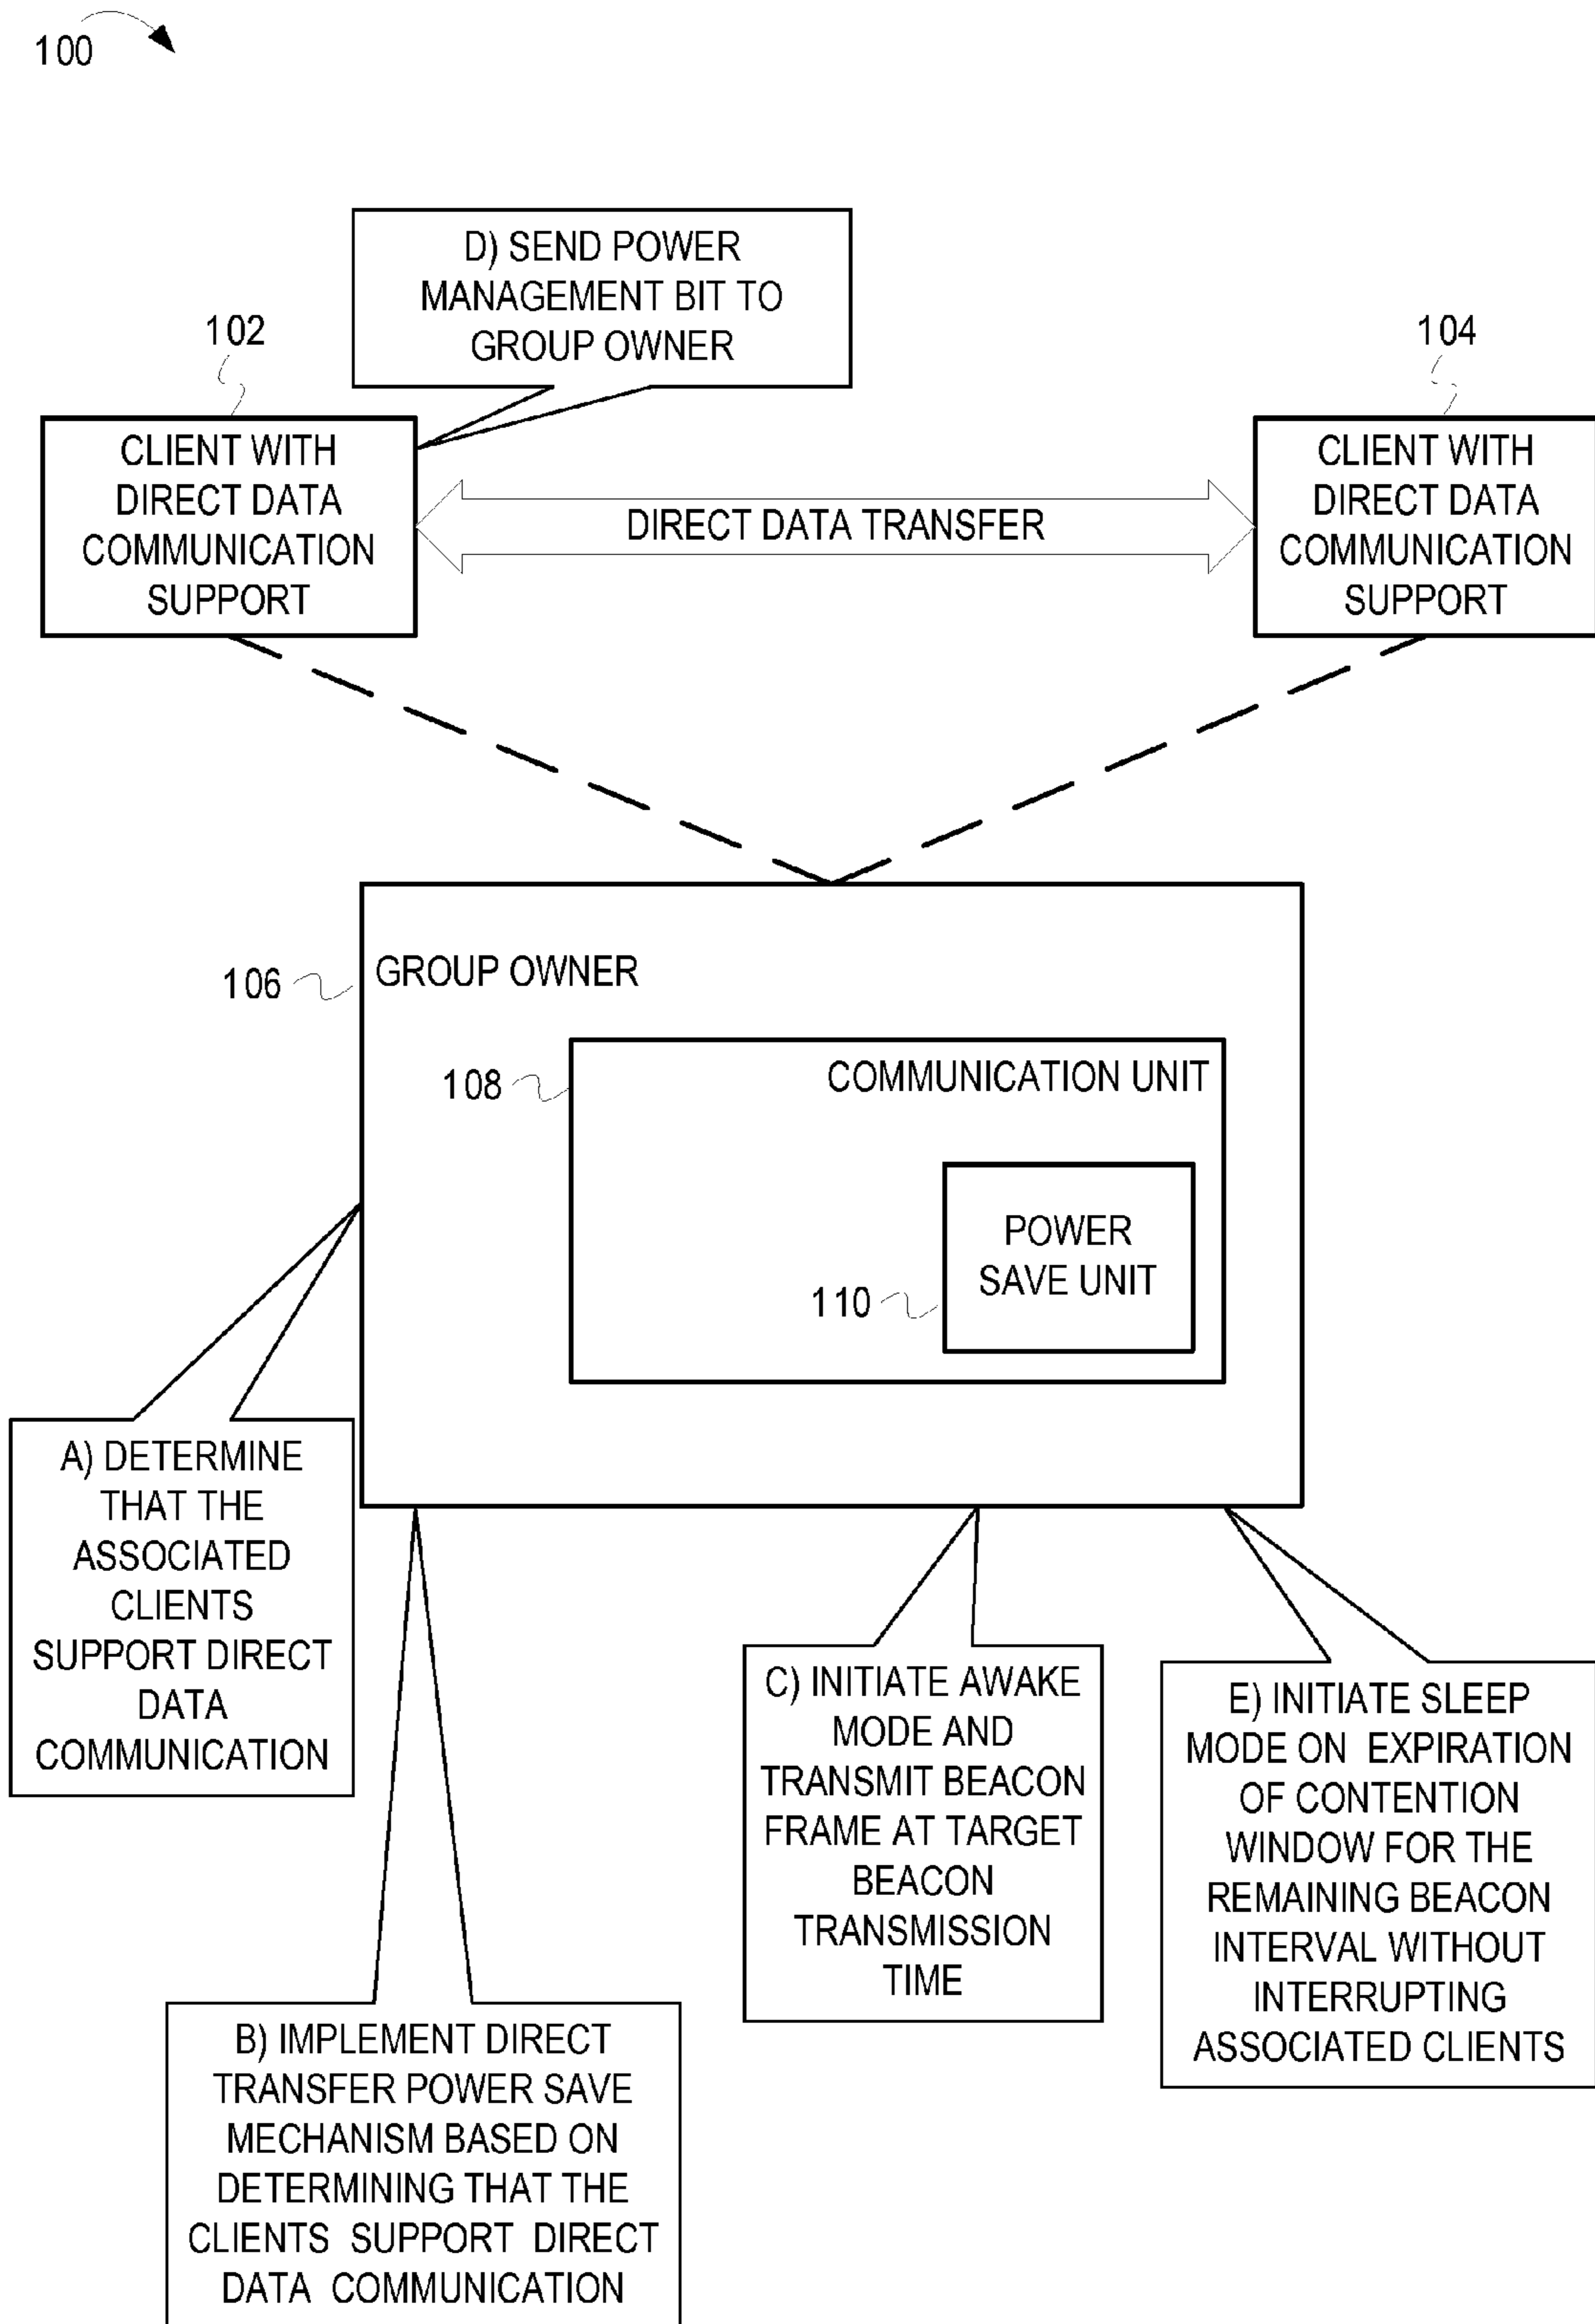 100
D) SEND POWER
MANAGEMENT BIT TO
GROUP OWNER
102
104
CLIENT WITH
DIRECT DATA
COMMUNICATION
SUPPORT
DIRECT DATA TRANSFER
CLIENT WITH
DIRECT DATA
COMMUNICATION
SUPPORT
106
GROUP OWNER
108
COMMUNICATION UNIT
POWER
SAVE UNIT
110
A) DETERMINE
THAT THE
ASSOCIATED
CLIENTS
SUPPORT DIRECT
DATA
COMMUNICATION
B) IMPLEMENT DIRECT
TRANSFER POWER SAVE
MECHANISM BASED ON
DETERMINING THAT THE
CLIENTS SUPPORT DIRECT
DATA COMMUNICATION
C) INITIATE AWAKE
MODE AND
TRANSMIT BEACON
FRAME AT TARGET
BEACON
TRANSMISSION
TIME
E) INITIATE SLEEP
MODE ON EXPIRATION
OF CONTENTION
WINDOW FOR THE
REMAINING BEACON
INTERVAL WITHOUT
INTERRUPTING
ASSOCIATED CLIENTS